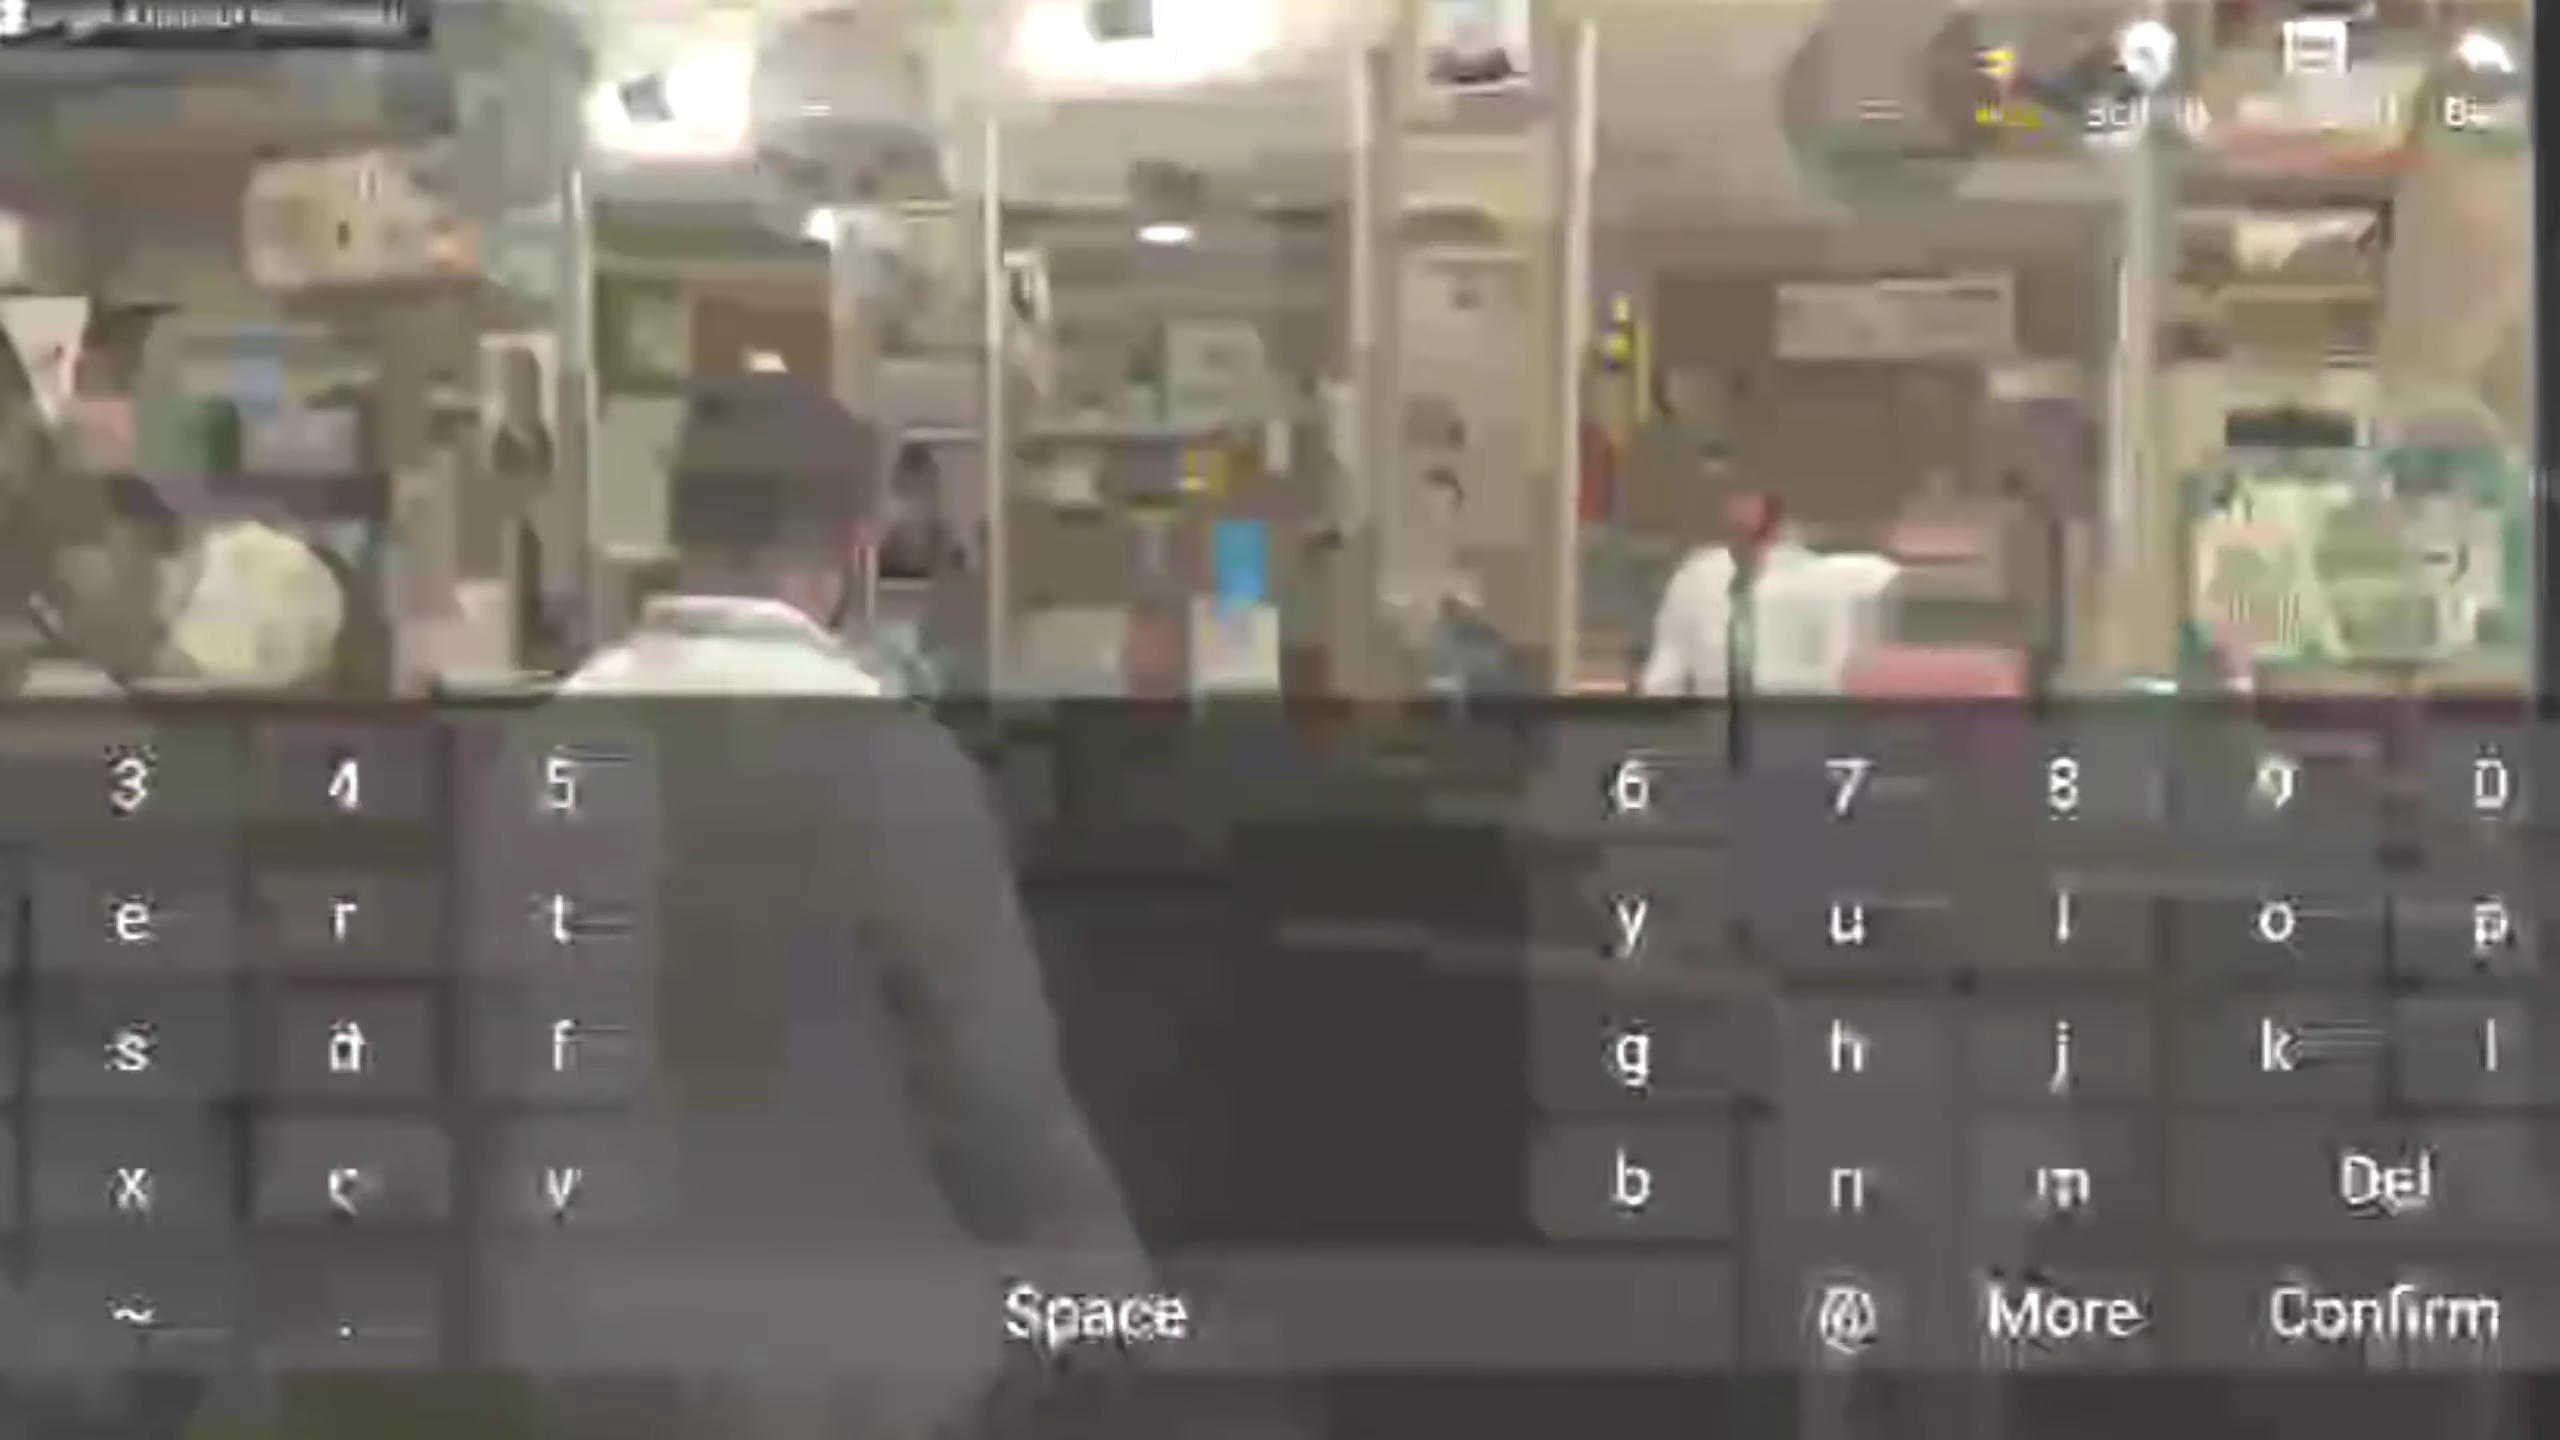 3 4 5 6 7 8 9 0
e r t y u i o p
s d f g h j k l
x c v b n m Del
~ . Space @ More Confirm